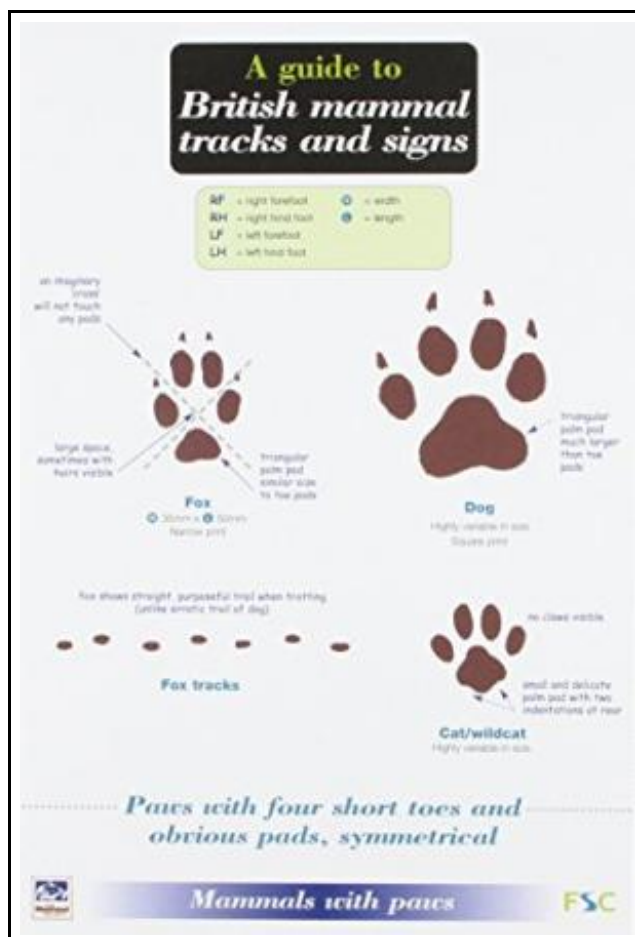 A guide to
British mammal
tracks and signs
RF = right forefoot
RH = right hind foot
LF = left forefoot
LH = left hind foot
W = width
L = length
an imaginary
'cross'
will not touch
any pads
large space,
sometimes with
hairs visible
triangular
palm pad
similar size
to toe pads
Fox
35mm x 50mm
Narrow print
triangular
palm pad
much larger
than toe
pads
Dog
Highly variable in size
Square print
fox shows straight, purposeful trail when trotting
(unlike erratic trail of dog)
Fox tracks
no claws visible
small and delicate
palm pad with two
indentations at rear
Cat/wildcat
Highly variable in size
Paws with four short toes and
obvious pads, symmetrical
Mammals with paws
FSC